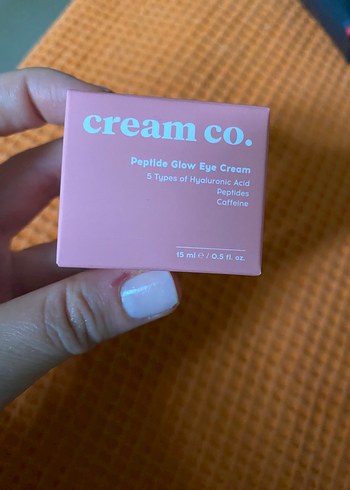 cream co.
Peptide Glow Eye Cream
5 Types of Hyaluronic Acid
Peptides
Caffeine
15 ml ℮ / 0.5 fl. oz.